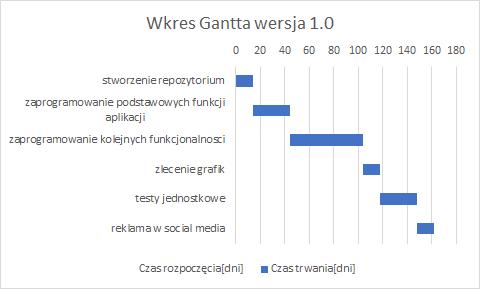 Wkres Gantta wersja 1.0
0 20 40 60 80 100 120 140 160 180
stworzenie repozytorium
zaprogramowanie podstawowych funkcji
aplikacji
zaprogramowanie kolejnych funkcjonalnosci
zlecenie grafik
testy jednostkowe
reklama w social media
Czas rozpoczęcia[dni] Czas trwania[dni]